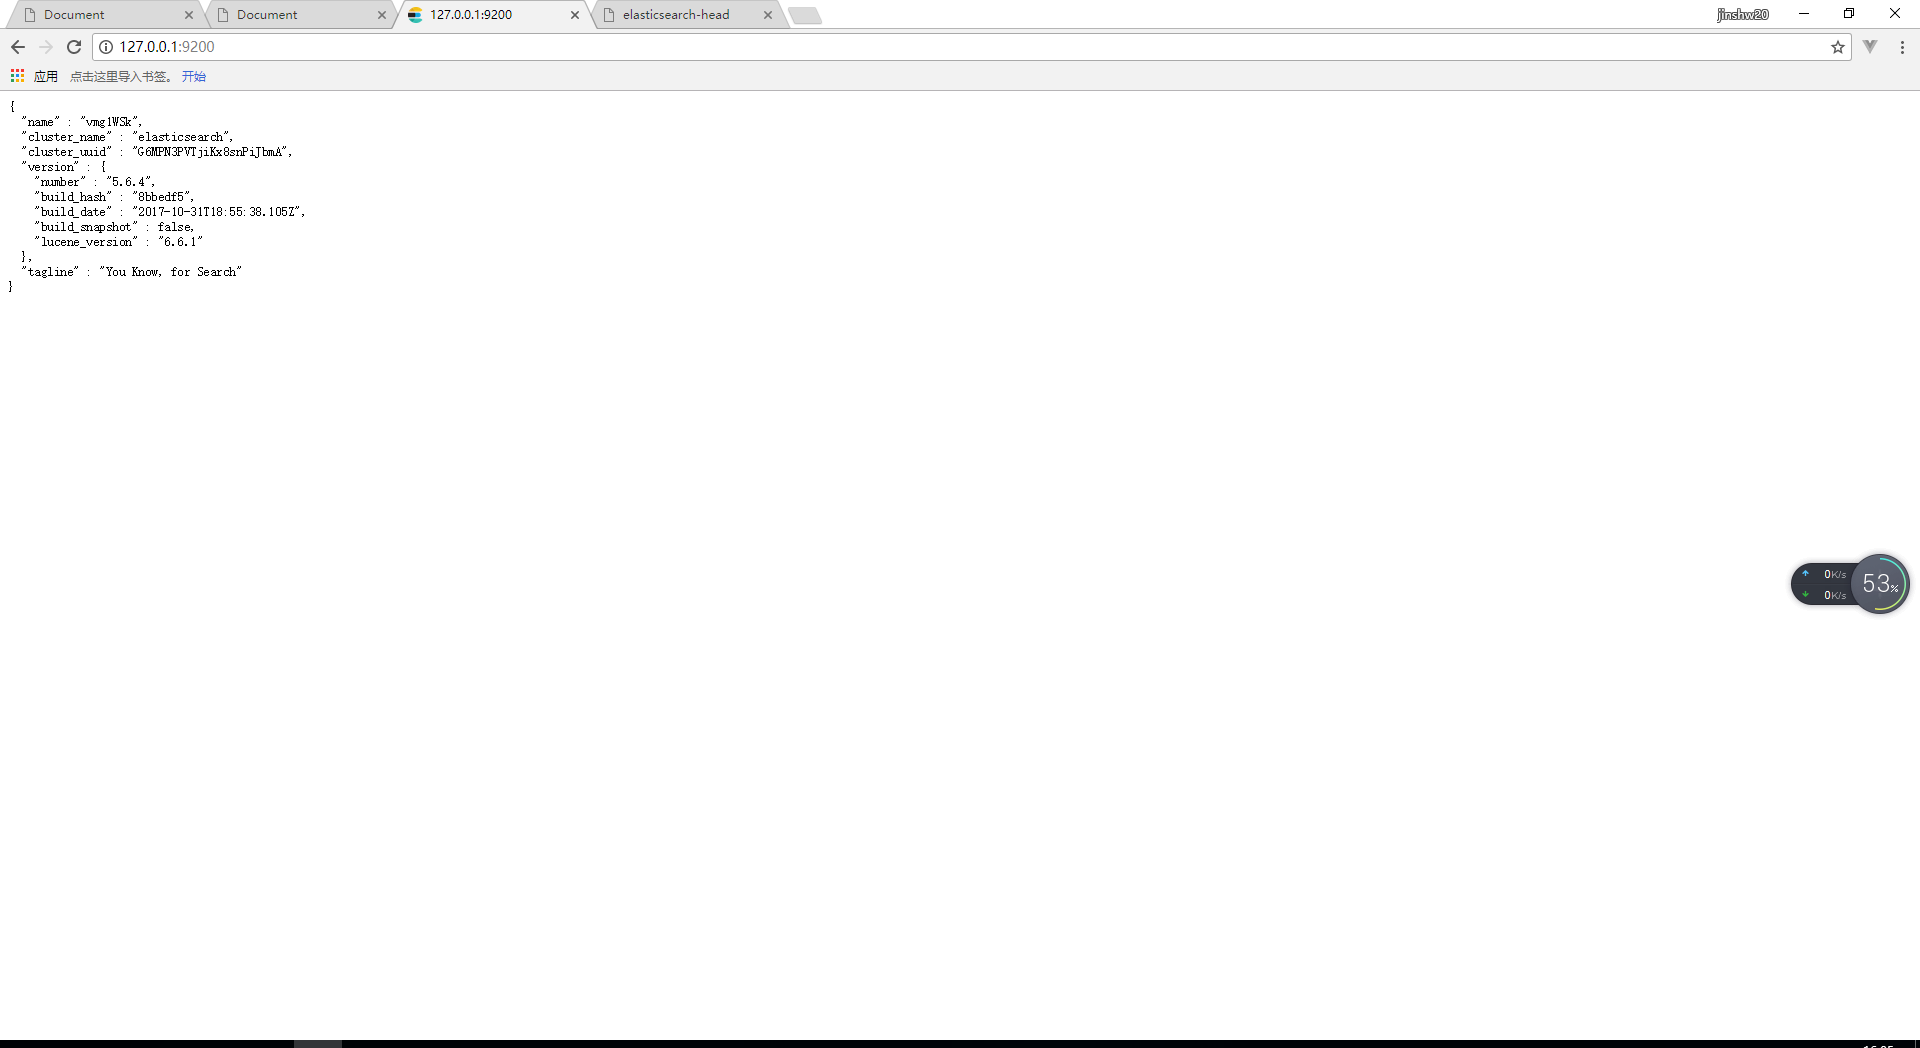 Document
Document
127.0.0.1:9200
elasticsearch-head
jinshw20
127.0.0.1:9200
应用 点击这里导入书签。 开始
{
"name" : "vmg1WSk",
"cluster_name" : "elasticsearch",
"cluster_uuid" : "G6MPN3PVTjiKx8snPiJbmA",
"version" : {
"number" : "5.6.4",
"build_hash" : "8bbedf5",
"build_date" : "2017-10-31T18:55:38.105Z",
"build_snapshot" : false,
"lucene_version" : "6.6.1"
},
"tagline" : "You Know, for Search"
}
0K/s
0K/s
53%